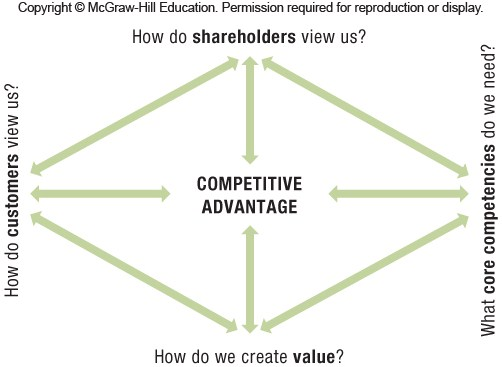 Copyright © McGraw-Hill Education. Permission required for reproduction or display.
How do shareholders view us?
How do customers view us?
COMPETITIVE
ADVANTAGE
What core competencies do we need?
How do we create value?